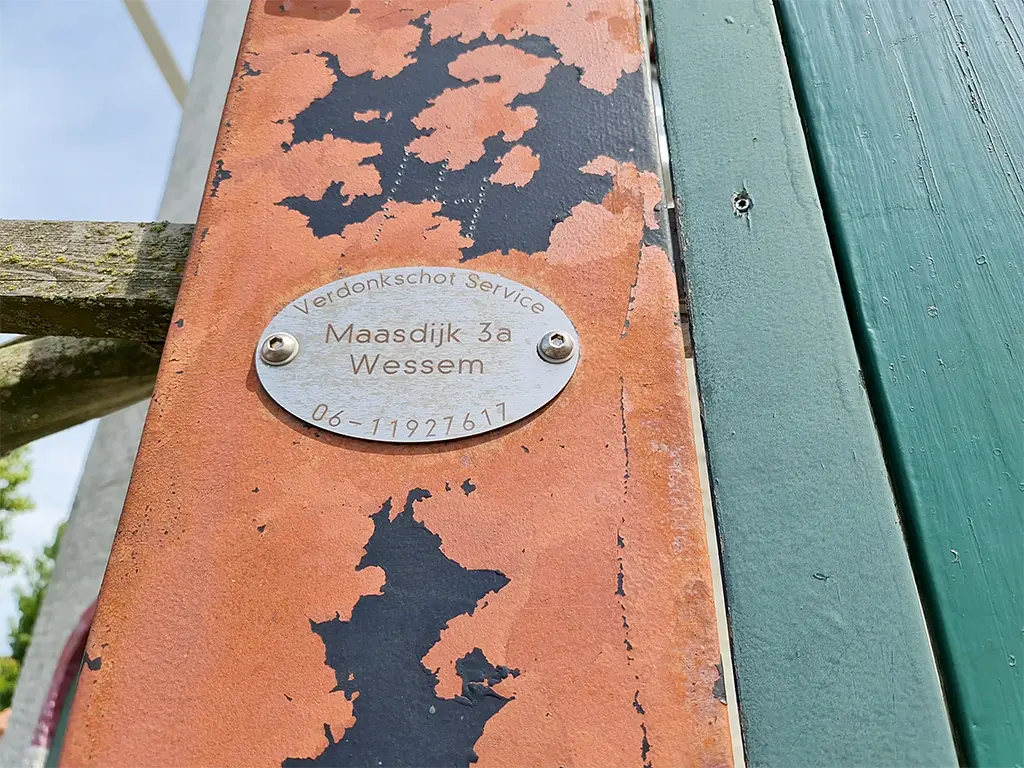 Verdonkschot Service
Maasdijk 3a
Wessem
06-11927617